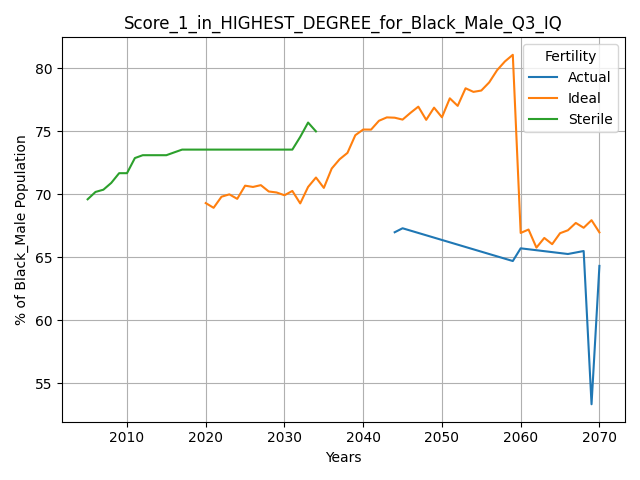 Score_1_in_HIGHEST_DEGREE_for_Black_Male_Q3_IQ
% of Black_Male Population
80
75
70
65
60
55
Fertility
Actual
Ideal
Sterile
2010 2020 2030 2040 2050 2060 2070
Years